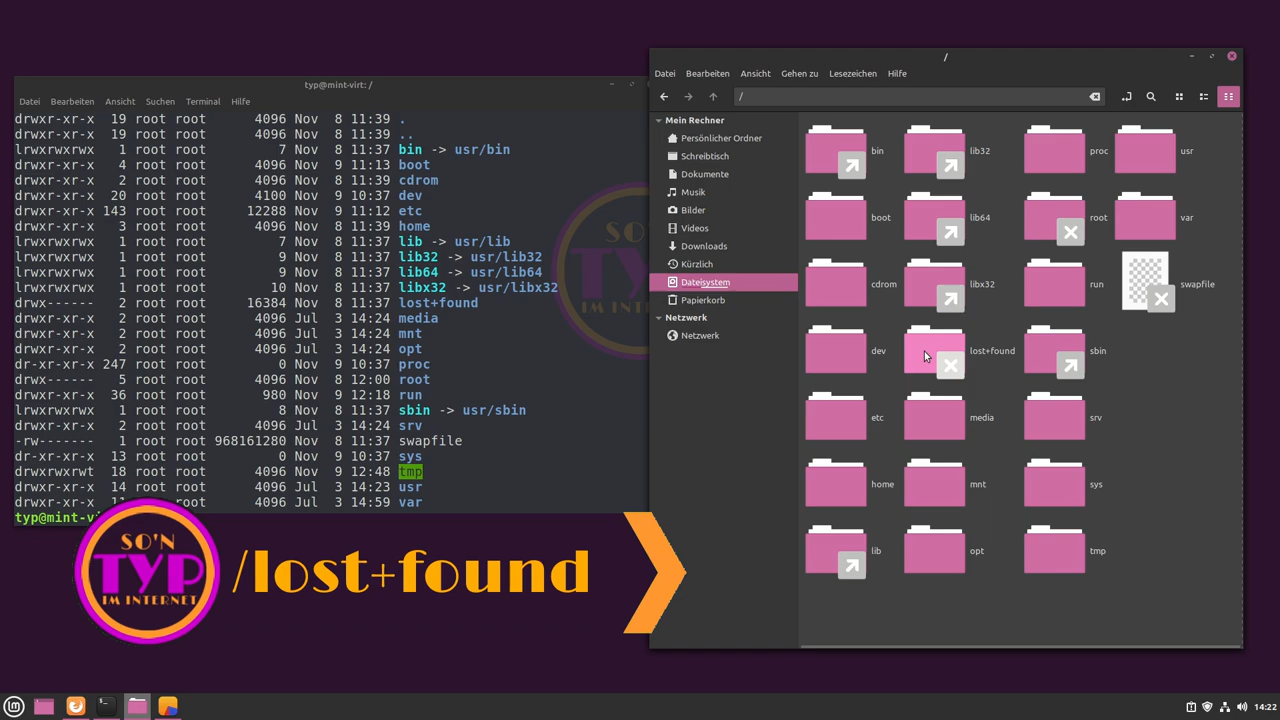 typ@mint-virt: /
Datei Bearbeiten Ansicht Suchen Terminal Hilfe
drwxr-xr-x 19 root root 4096 Nov 8 11:39 .
drwxr-xr-x 19 root root 4096 Nov 8 11:39 ..
lrwxrwxrwx 1 root root 7 Nov 8 11:37 bin -> usr/bin
drwxr-xr-x 4 root root 4096 Nov 9 11:13 boot
drwxr-xr-x 2 root root 4096 Nov 8 11:39 cdrom
drwxr-xr-x 20 root root 4100 Nov 9 10:37 dev
drwxr-xr-x 143 root root 12288 Nov 9 11:12 etc
drwxr-xr-x 3 root root 4096 Nov 8 11:39 home
lrwxrwxrwx 1 root root 7 Nov 8 11:37 lib -> usr/lib
lrwxrwxrwx 1 root root 9 Nov 8 11:37 lib32 -> usr/lib32
lrwxrwxrwx 1 root root 9 Nov 8 11:37 lib64 -> usr/lib64
lrwxrwxrwx 1 root root 10 Nov 8 11:37 libx32 -> usr/libx32
drwx------ 2 root root 16384 Nov 8 11:37 lost+found
drwxr-xr-x 2 root root 4096 Jul 3 14:24 media
drwxr-xr-x 2 root root 4096 Jul 3 14:24 mnt
drwxr-xr-x 2 root root 4096 Jul 3 14:24 opt
dr-xr-xr-x 247 root root 0 Nov 9 10:37 proc
drwx------ 5 root root 4096 Nov 9 12:00 root
drwxr-xr-x 36 root root 980 Nov 9 12:18 run
lrwxrwxrwx 1 root root 8 Nov 8 11:37 sbin -> usr/sbin
drwxr-xr-x 2 root root 4096 Jul 3 14:24 srv
-rw------- 1 root root 968161280 Nov 8 11:37 swapfile
dr-xr-xr-x 13 root root 0 Nov 9 10:37 sys
drwxrwxrwt 18 root root 4096 Nov 9 12:48 tmp
drwxr-xr-x 14 root root 4096 Jul 3 14:23 usr
drwxr-xr-x 11 root root 4096 Jul 3 14:59 var
typ@mint-vi
SO'N
TYP
SO'N
TYP
IM INTERNET
/lost+found
/
Datei Bearbeiten Ansicht Gehen zu Lesezeichen Hilfe
/
Mein Rechner
Persönlicher Ordner
Schreibtisch
Dokumente
Musik
Bilder
Videos
Downloads
Kürzlich
Dateisystem
Papierkorb
Netzwerk
Netzwerk
bin lib32 proc usr
boot lib64 root var
cdrom libx32 run swapfile
dev lost+found sbin
etc media srv
home mnt sys
lib opt tmp
14:22